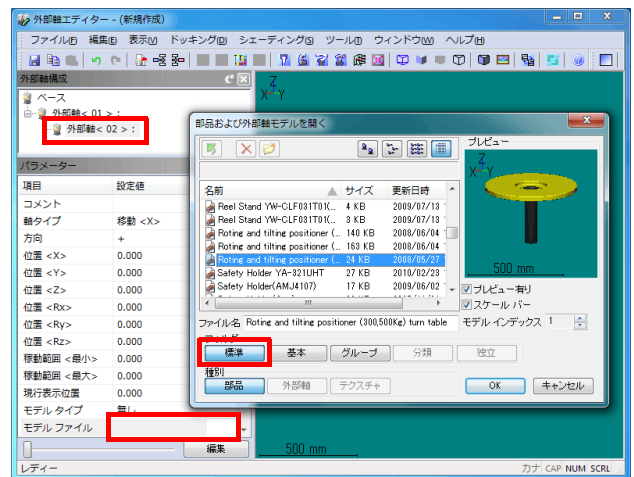 外部軸エディター - (新規作成)
ファイル(F) 編集(E) 表示(V) ドッキング(D) シェーディング(S) ツール(T) ウィンドウ(W) ヘルプ(H)
外部軸構成
ベース
外部軸< 01 > :
外部軸< 02 > :
パラメーター
項目 設定値
コメント
軸タイプ 移動 <X>
方向 +
位置 <X> 0.000
位置 <Y> 0.000
位置 <Z> 0.000
位置 <Rx> 0.000
位置 <Ry> 0.000
位置 <Rz> 0.000
稼動範囲 <最小> 0.000
稼動範囲 <最大> 0.000
現行表示位置 0.000
モデル タイプ 無し
モデル ファイル
編集
レディー
Z
X Y
500 mm
カナ CAP NUM SCRL
部品および外部軸モデルを開く
名前 サイズ 更新日時
Reel Stand YW-CLF031T01(... 4 KB 2009/07/13
Reel Stand YW-CLF031T01(... 3 KB 2009/07/13
Roting and tilting positioner (... 140 KB 2008/06/04
Roting and tilting positioner (... 163 KB 2008/06/04
Roting and tilting positioner (... 24 KB 2008/05/27
Safety Holder YA-321UHT 27 KB 2010/02/23
Safety Holder(AMJ4107) 17 KB 2009/06/02
ファイル名 Roting and tilting positioner (300,500Kg) turn table
フォルダ
標準 基本 グループ 分類 独立
種別
部品 外部軸 テクスチャ
プレビュー
Z
X Y
500 mm
プレビュー有り
スケール バー
モデル インデックス 1
OK キャンセル